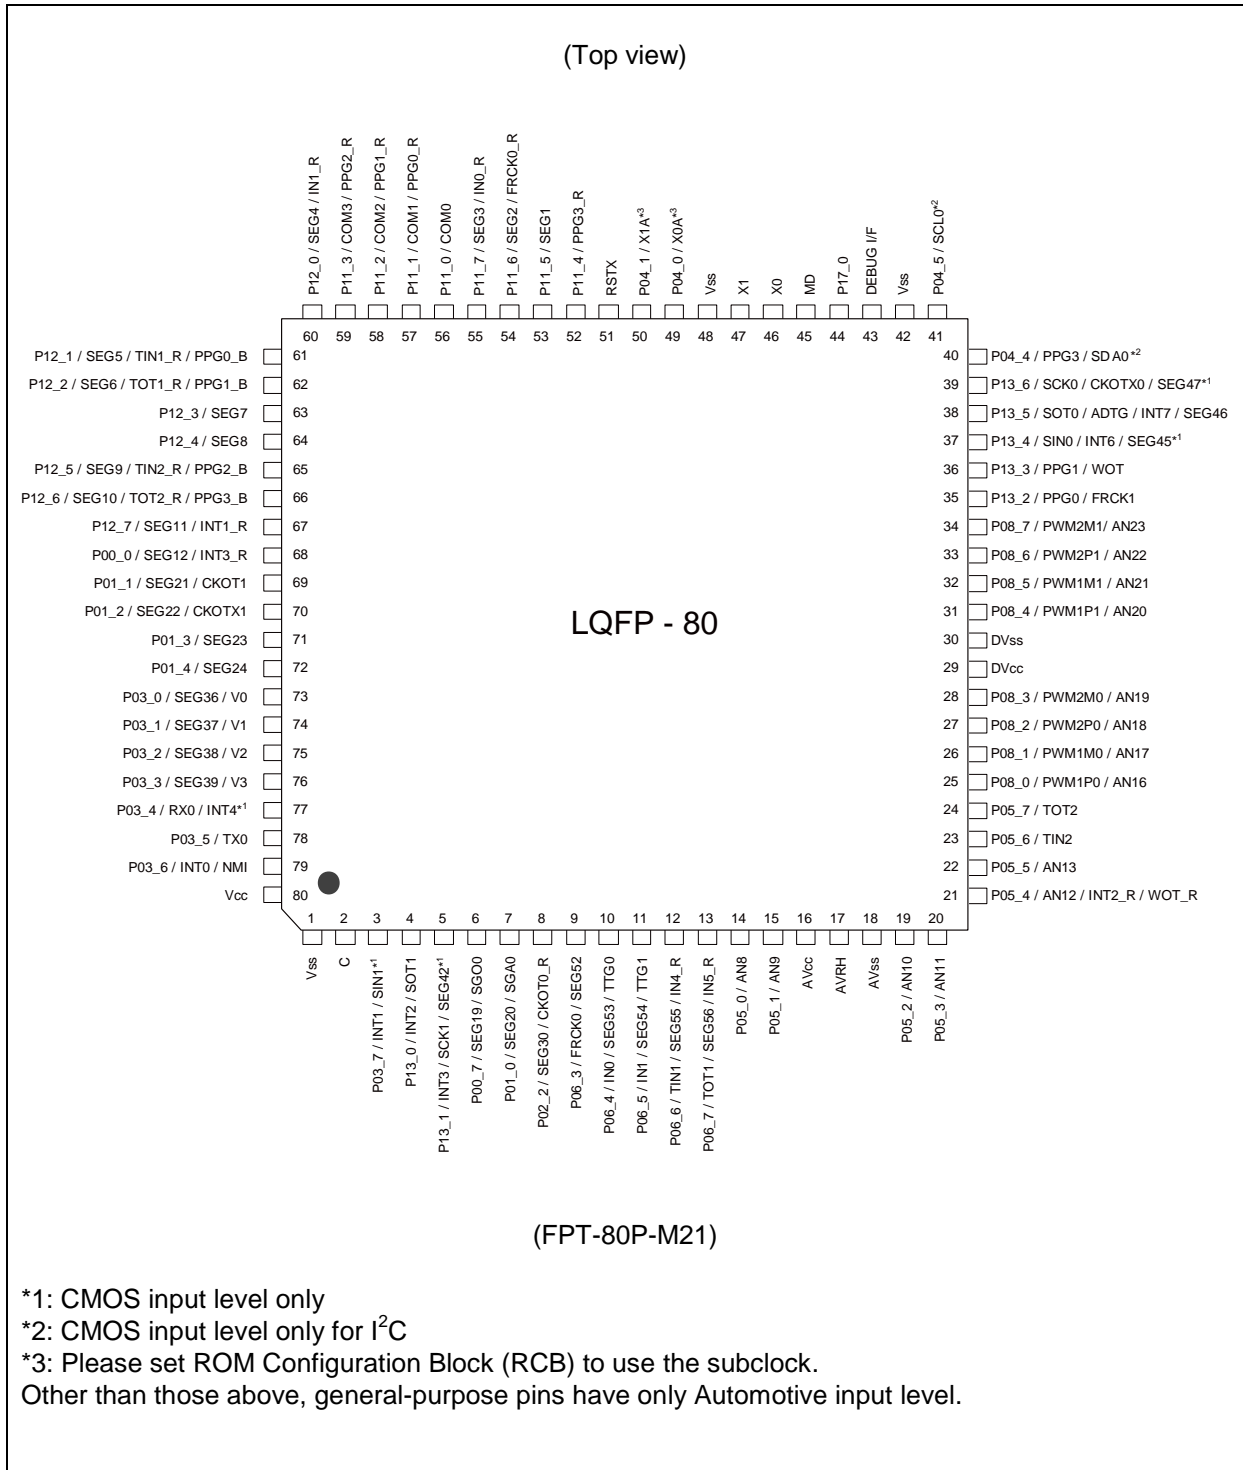 (Top view)
P12_0 / SEG4 / IN1_R
P11_3 / COM3 / PPG2_R
P11_2 / COM2 / PPG1_R
P11_1 / COM1 / PPG0_R
P11_0 / COM0
P11_7 / SEG3 / IN0_R
P11_6 / SEG2 / FRCK0_R
P11_5 / SEG1
P11_4 / PPG3_R
RSTX
P04_1 / X1A*3
P04_0 / X0A*3
Vss
X1
X0
MD
P17_0
DEBUG I/F
Vss
P04_5 / SCL0*2
60 59 58 57 56 55 54 53 52 51 50 49 48 47 46 45 44 43 42 41
P12_1 / SEG5 / TIN1_R / PPG0_B 61
P12_2 / SEG6 / TOT1_R / PPG1_B 62
P12_3 / SEG7 63
P12_4 / SEG8 64
P12_5 / SEG9 / TIN2_R / PPG2_B 65
P12_6 / SEG10 / TOT2_R / PPG3_B 66
P12_7 / SEG11 / INT1_R 67
P00_0 / SEG12 / INT3_R 68
P01_1 / SEG21 / CKOT1 69
P01_2 / SEG22 / CKOTX1 70
P01_3 / SEG23 71
P01_4 / SEG24 72
P03_0 / SEG36 / V0 73
P03_1 / SEG37 / V1 74
P03_2 / SEG38 / V2 75
P03_3 / SEG39 / V3 76
P03_4 / RX0 / INT4*1 77
P03_5 / TX0 78
P03_6 / INT0 / NMI 79
Vcc 80
LQFP - 80
40 P04_4 / PPG3 / SDA0*2
39 P13_6 / SCK0 / CKOTX0 / SEG47*1
38 P13_5 / SOT0 / ADTG / INT7 / SEG46
37 P13_4 / SIN0 / INT6 / SEG45*1
36 P13_3 / PPG1 / WOT
35 P13_2 / PPG0 / FRCK1
34 P08_7 / PWM2M1/ AN23
33 P08_6 / PWM2P1 / AN22
32 P08_5 / PWM1M1 / AN21
31 P08_4 / PWM1P1 / AN20
30 DVss
29 DVcc
28 P08_3 / PWM2M0 / AN19
27 P08_2 / PWM2P0 / AN18
26 P08_1 / PWM1M0 / AN17
25 P08_0 / PWM1P0 / AN16
24 P05_7 / TOT2
23 P05_6 / TIN2
22 P05_5 / AN13
21 P05_4 / AN12 / INT2_R / WOT_R
1 2 3 4 5 6 7 8 9 10 11 12 13 14 15 16 17 18 19 20
Vss
C
P03_7 / INT1 / SIN1*1
P13_0 / INT2 / SOT1
P13_1 / INT3 / SCK1 / SEG42*1
P00_7 / SEG19 / SGO0
P01_0 / SEG20 / SGA0
P02_2 / SEG30 / CKOT0_R
P06_3 / FRCK0 / SEG52
P06_4 / IN0 / SEG53 / TTG0
P06_5 / IN1 / SEG54 / TTG1
P06_6 / TIN1 / SEG55 / IN4_R
P06_7 / TOT1 / SEG56 / IN5_R
P05_0 / AN8
P05_1 / AN9
AVcc
AVRH
AVss
P05_2 / AN10
P05_3 / AN11
(FPT-80P-M21)
*1: CMOS input level only
*2: CMOS input level only for I2C
*3: Please set ROM Configuration Block (RCB) to use the subclock.
Other than those above, general-purpose pins have only Automotive input level.